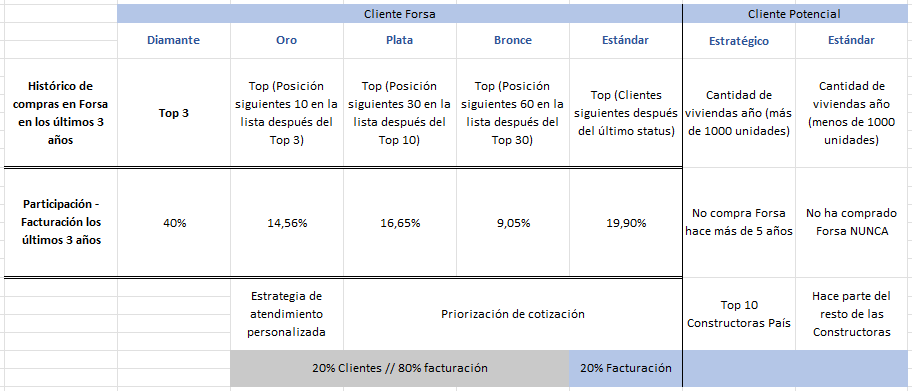 Cliente Forsa
Cliente Potencial
Diamante
Oro
Plata
Bronce
Estándar
Estratégico
Estándar
Histórico de
compras en Forsa
en los últimos 3
años
Top 3
Top (Posición
siguientes 10 en la
lista después del
Top 3)
Top (Posición
siguientes 30 en la
lista después del
Top 10)
Top (Posición
siguientes 60 en la
lista después del
Top 30)
Top (Clientes
siguientes después
del último status)
Cantidad de
viviendas año (más
de 1000 unidades)
Cantidad de
viviendas año
(menos de 1000
unidades)
Participación -
Facturación los
últimos 3 años
40%
14,56%
16,65%
9,05%
19,90%
No compra Forsa
hace más de 5 años
No ha comprado
Forsa NUNCA
Estrategia de
atendimiento
personalizada
Priorización de cotización
Top 10
Constructoras País
Hace parte del
resto de las
Constructoras
20% Clientes // 80% facturación
20% Facturación